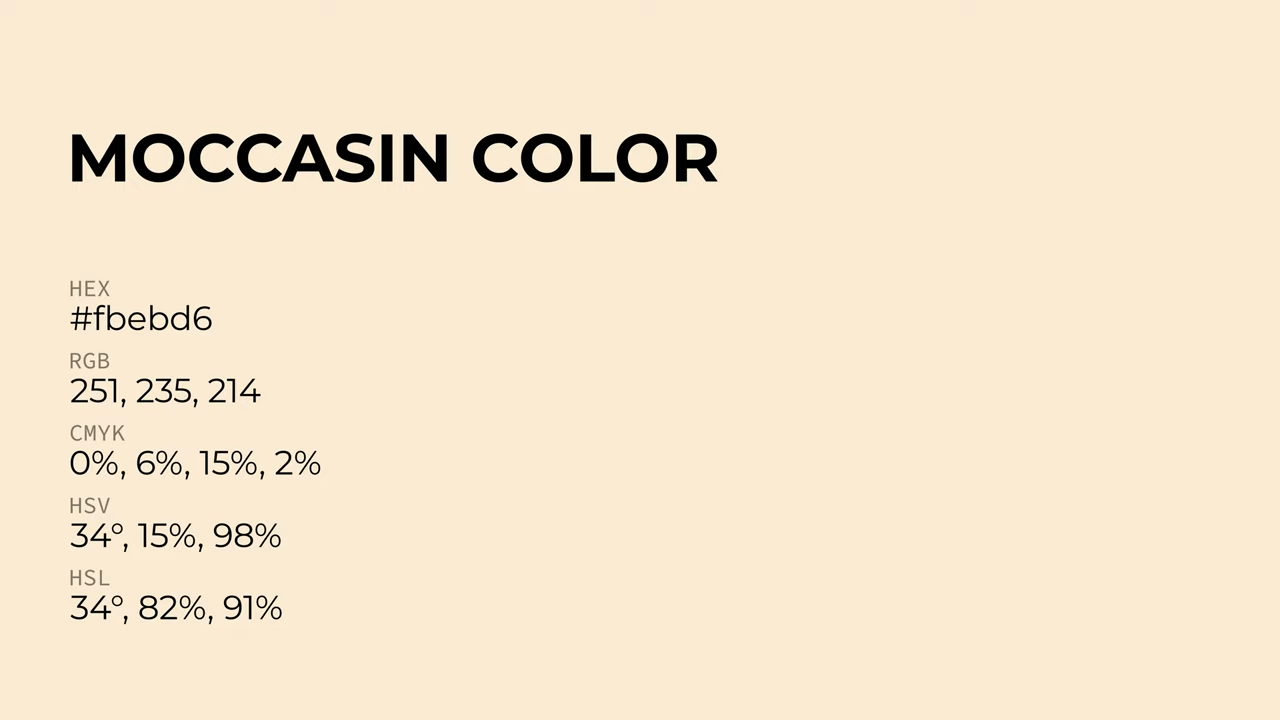 MOCCASIN COLOR
HEX
#fbebd6
RGB
251, 235, 214
CMYK
0%, 6%, 15%, 2%
HSV
34°, 15%, 98%
HSL
34°, 82%, 91%